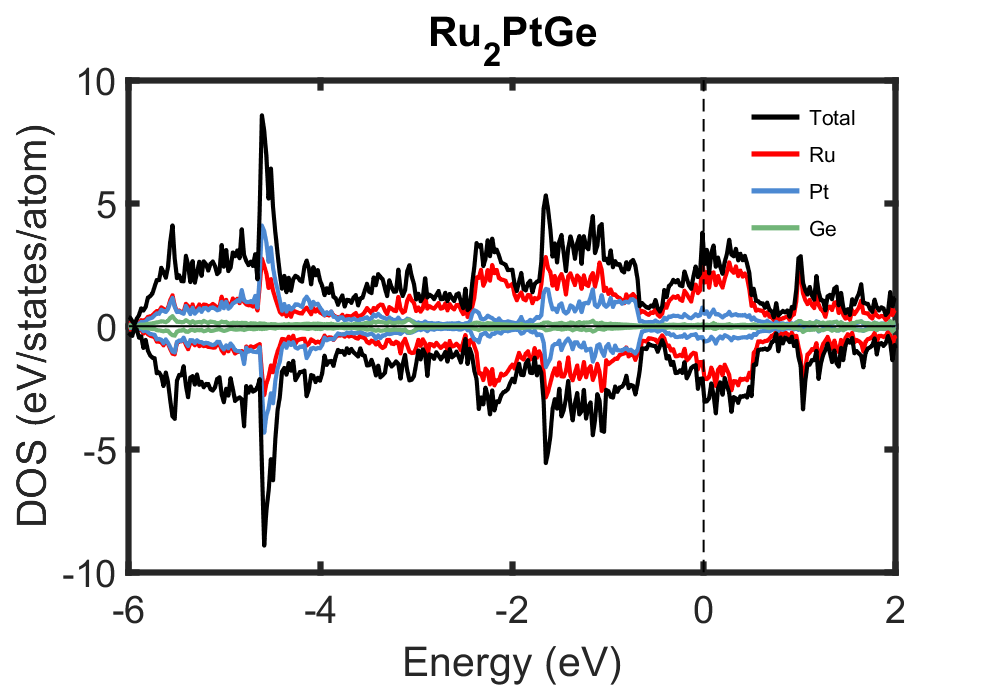 Ru₂PtGe
10
5
0
-5
-10
DOS (eV/states/atom)
Total
Ru
Pt
Ge
-6 -4 -2 0 2
Energy (eV)